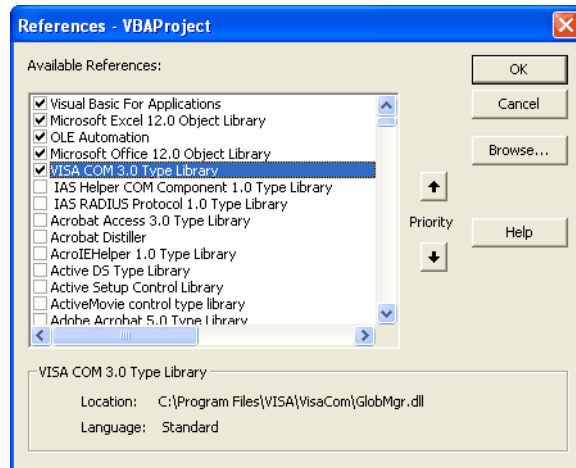 References - VBAProject
Available References:
Visual Basic For Applications
Microsoft Excel 12.0 Object Library
OLE Automation
Microsoft Office 12.0 Object Library
VISA COM 3.0 Type Library
IAS Helper COM Component 1.0 Type Library
IAS RADIUS Protocol 1.0 Type Library
Acrobat Access 3.0 Type Library
Acrobat Distiller
AcroIEHelper 1.0 Type Library
Active DS Type Library
Active Setup Control Library
ActiveMovie control type library
Adobe Acrobat 5.0 Type Library
OK
Cancel
Browse...
Priority
Help
VISA COM 3.0 Type Library
Location: C:\Program Files\VISA\VisaCom\GlobMgr.dll
Language: Standard